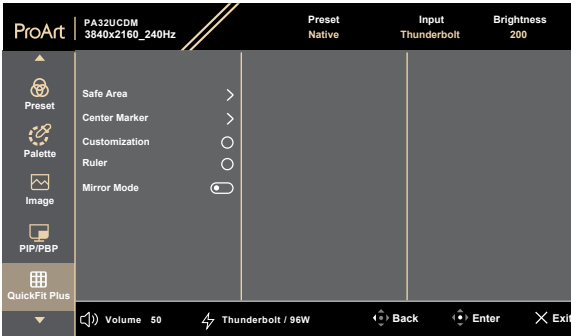 ProArt
PA32UCDM
3840x2160_240Hz
Preset
Native
Input
Thunderbolt
Brightness
200
Preset
Palette
Image
PIP/PBP
QuickFit Plus
Safe Area
Center Marker
Customization
Ruler
Mirror Mode
Volume 50
Thunderbolt / 96W
Back
Enter
Exit